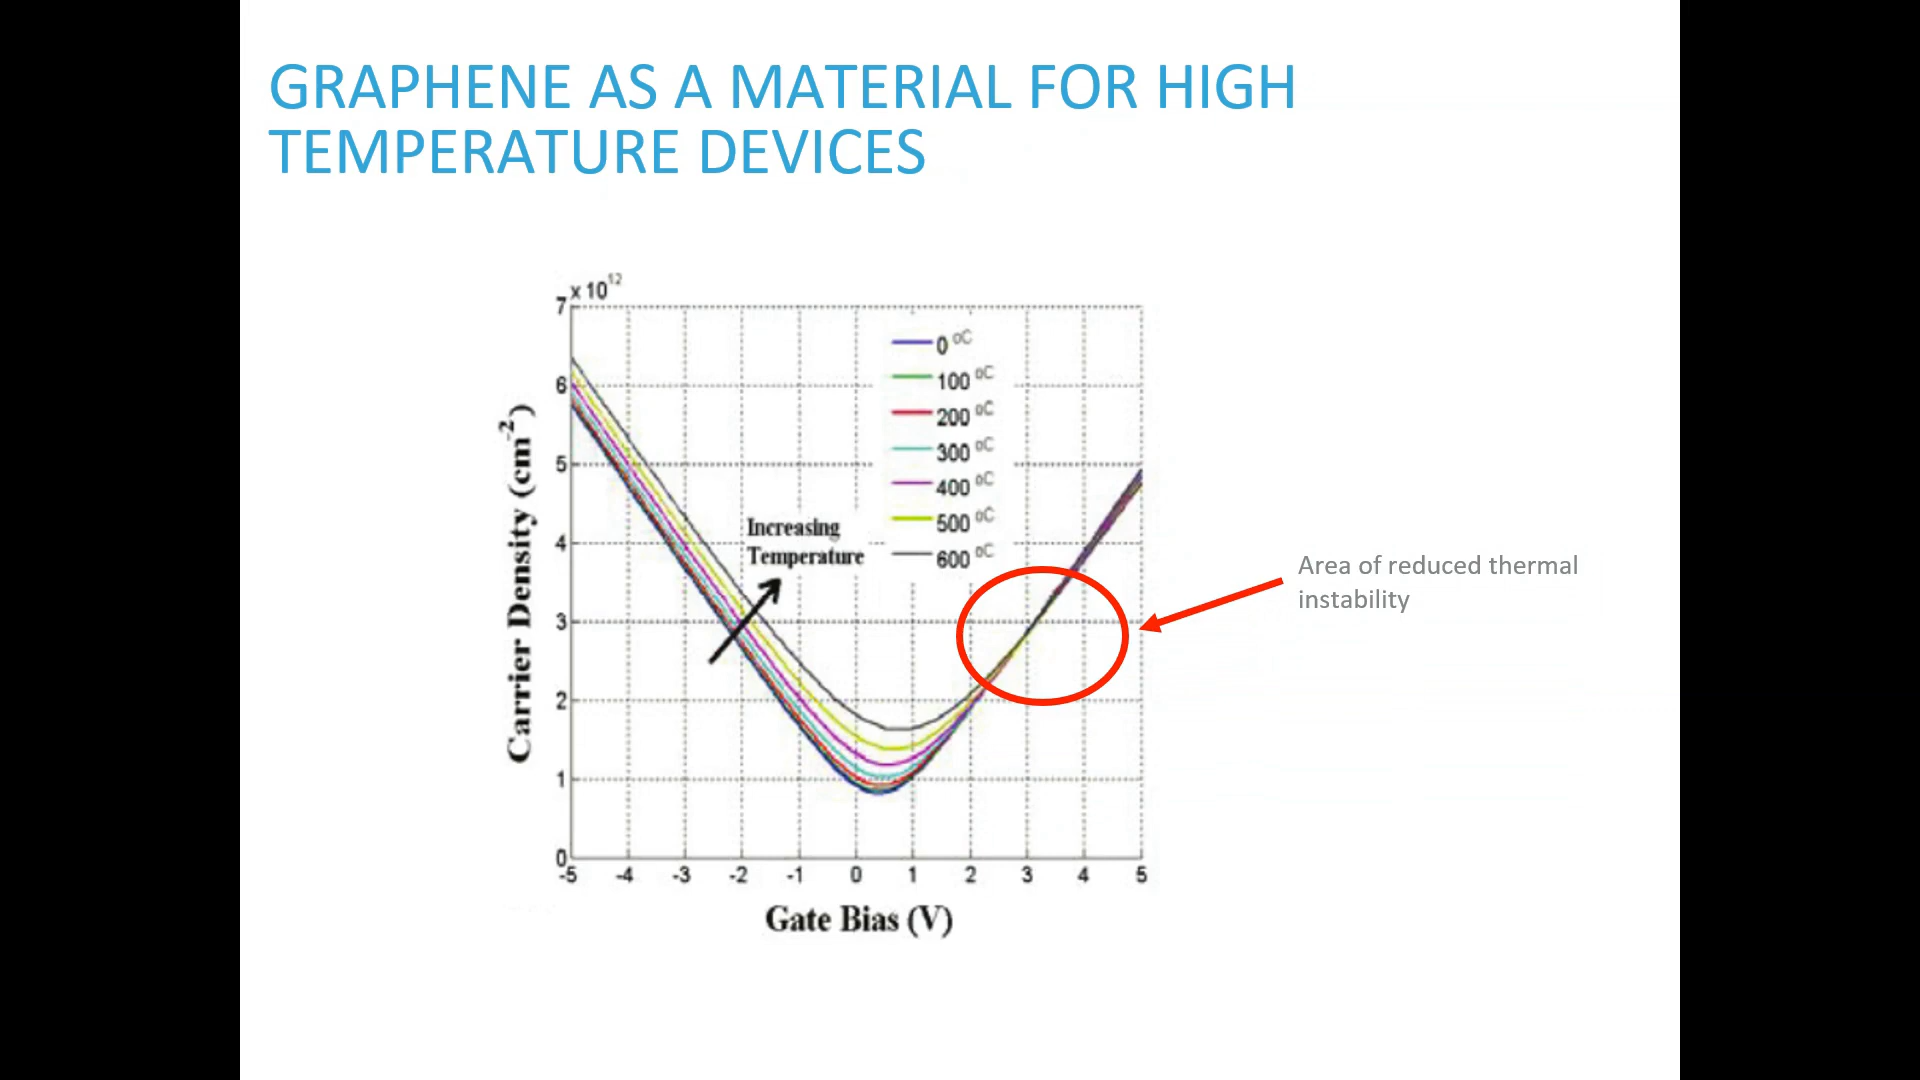 GRAPHENE AS A MATERIAL FOR HIGH
TEMPERATURE DEVICES
x 10¹²
7
6
5
4
3
2
1
0
-5 -4 -3 -2 -1 0 1 2 3 4 5
Carrier Density (cm⁻²)
Gate Bias (V)
0 ºC
100 ºC
200 ºC
300 ºC
400 ºC
500 ºC
600 ºC
Increasing
Temperature
Area of reduced thermal
instability